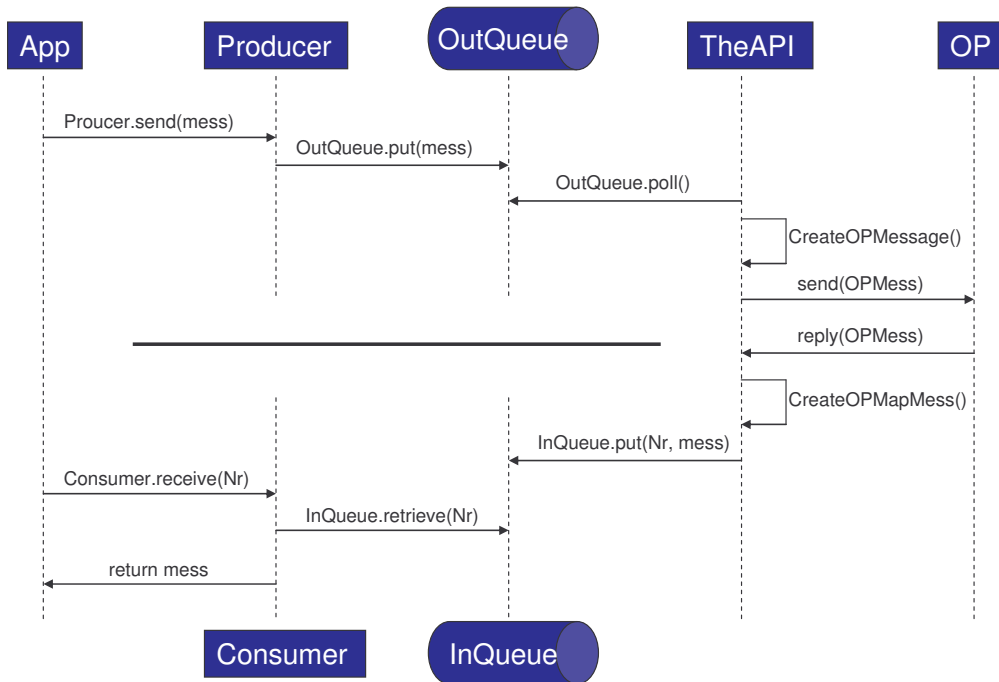 App
Producer
OutQueue
TheAPI
OP
Proucer.send(mess)
OutQueue.put(mess)
OutQueue.poll()
CreateOPMessage()
send(OPMess)
reply(OPMess)
CreateOPMapMess()
InQueue.put(Nr, mess)
Consumer.receive(Nr)
InQueue.retrieve(Nr)
return mess
Consumer
InQueue